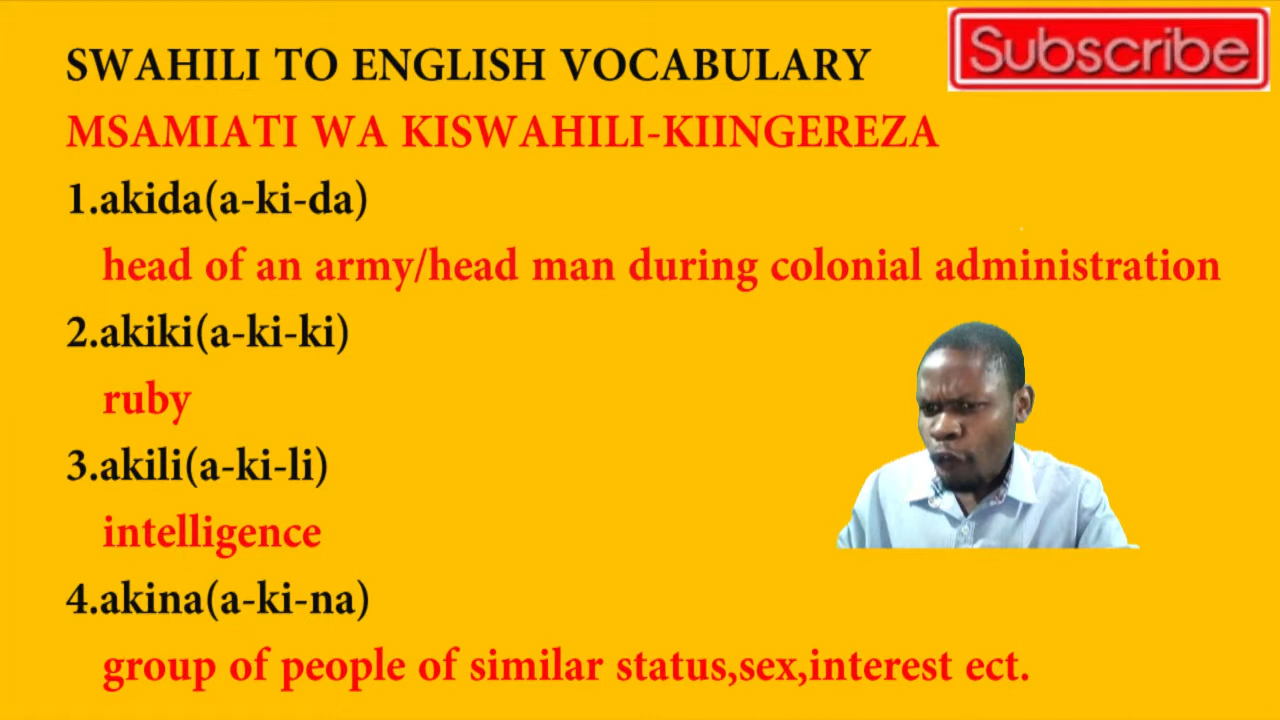 SWAHILI TO ENGLISH VOCABULARY
Subscribe
MSAMIATI WA KISWAHILI-KIINGEREZA
1.akida(a-ki-da)
head of an army/head man during colonial administration
2.akiki(a-ki-ki)
ruby
3.akili(a-ki-li)
intelligence
4.akina(a-ki-na)
group of people of similar status,sex,interest ect.